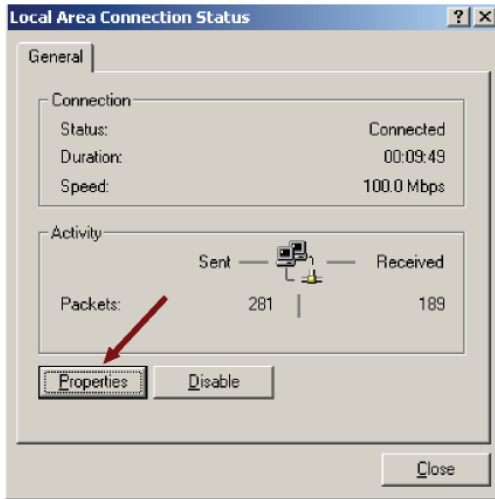 Local Area Connection Status
General
Connection
Status: Connected
Duration: 00:09:49
Speed: 100.0 Mbps
Activity
Sent Received
Packets: 281 189
Properties Disable
Close